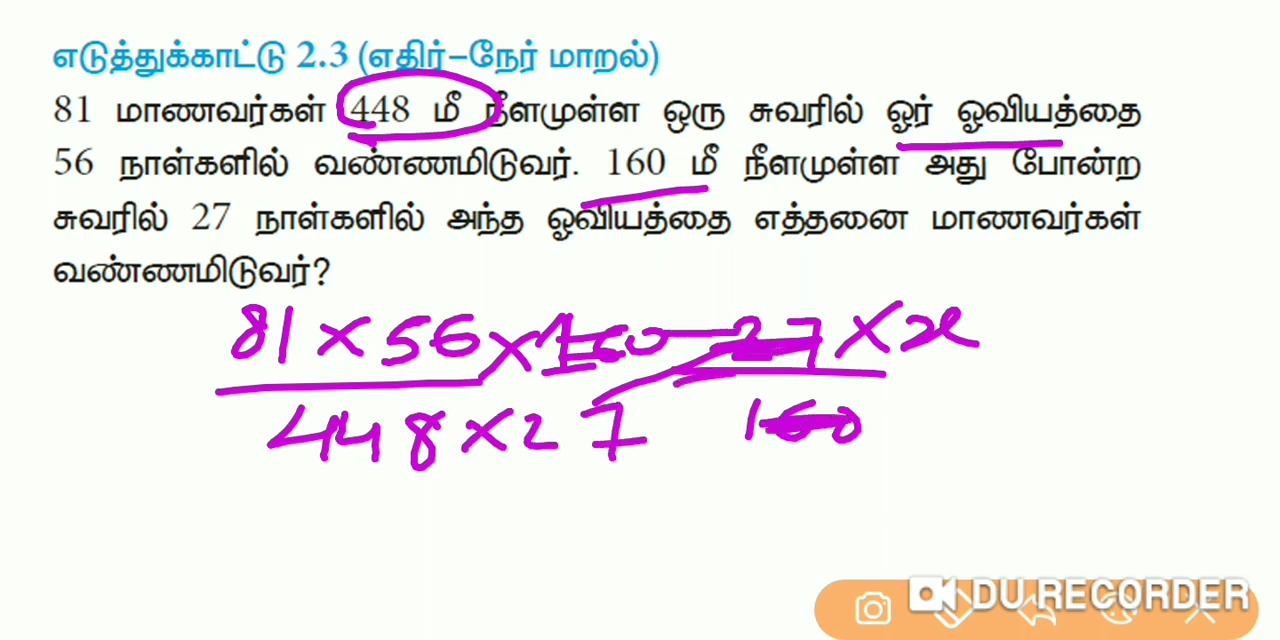 எடுத்துக்காட்டு 2.3 (எதிர்–நேர் மாறல்)
81 மாணவர்கள் 448 மீ நீளமுள்ள ஒரு சுவரில் ஓர் ஓவியத்தை
56 நாள்களில் வண்ணமிடுவர். 160 மீ நீளமுள்ள அது போன்ற
சுவரில் 27 நாள்களில் அந்த ஓவியத்தை எத்தனை மாணவர்கள்
வண்ணமிடுவர்?
81 × 56 × 160 27 × x
448 × 27 160
DU RECORDER